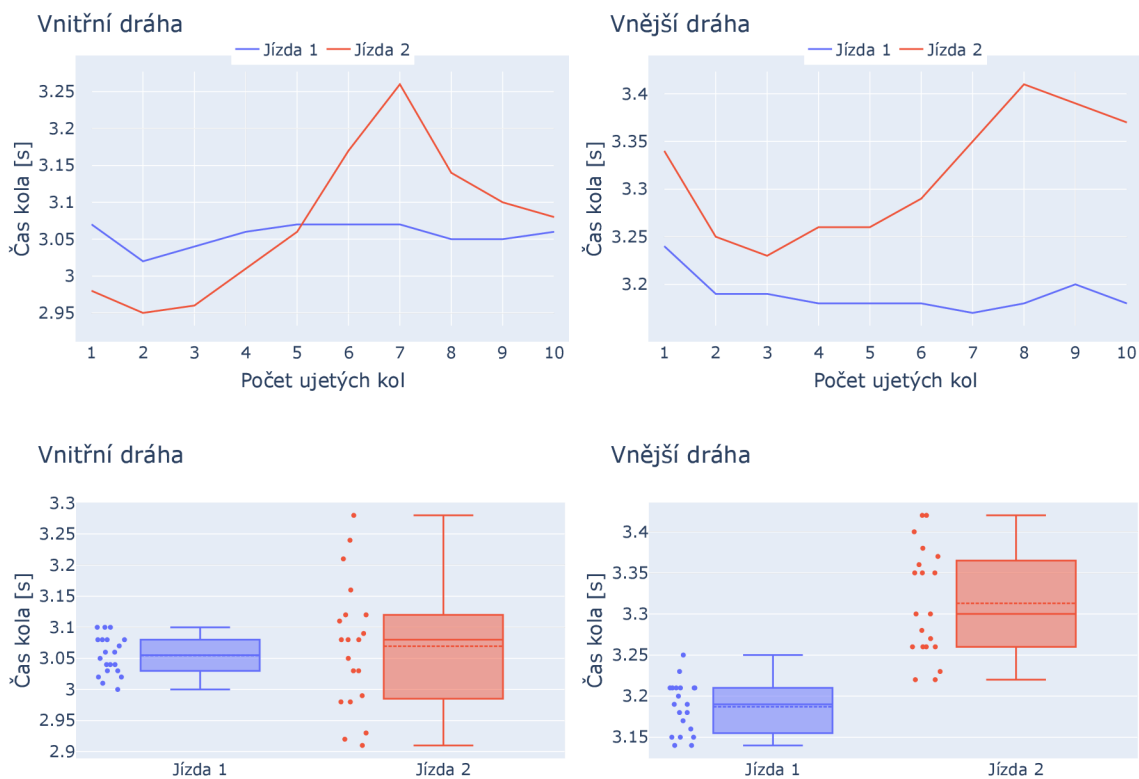 Vnitřní dráha
Jízda 1 Jízda 2
3.25
3.2
3.15
3.1
3.05
3
2.95
Čas kola [s]
1 2 3 4 5 6 7 8 9 10
Počet ujetých kol
Vnější dráha
Jízda 1 Jízda 2
3.4
3.35
3.3
3.25
3.2
Čas kola [s]
1 2 3 4 5 6 7 8 9 10
Počet ujetých kol
Vnitřní dráha
3.3
3.25
3.2
3.15
3.1
3.05
3
2.95
2.9
Čas kola [s]
Jízda 1 Jízda 2
Vnější dráha
3.4
3.35
3.3
3.25
3.2
3.15
Čas kola [s]
Jízda 1 Jízda 2